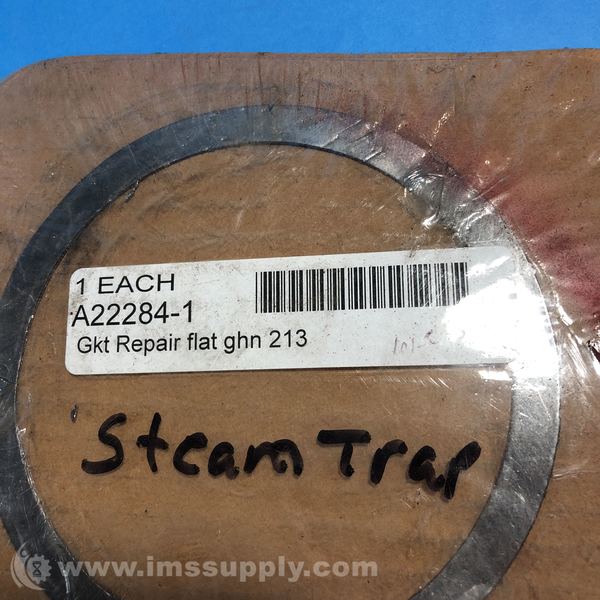 1 EACH
A22284-1
Gkt Repair flat ghn 213
Steam Trap
www.imssupply.com